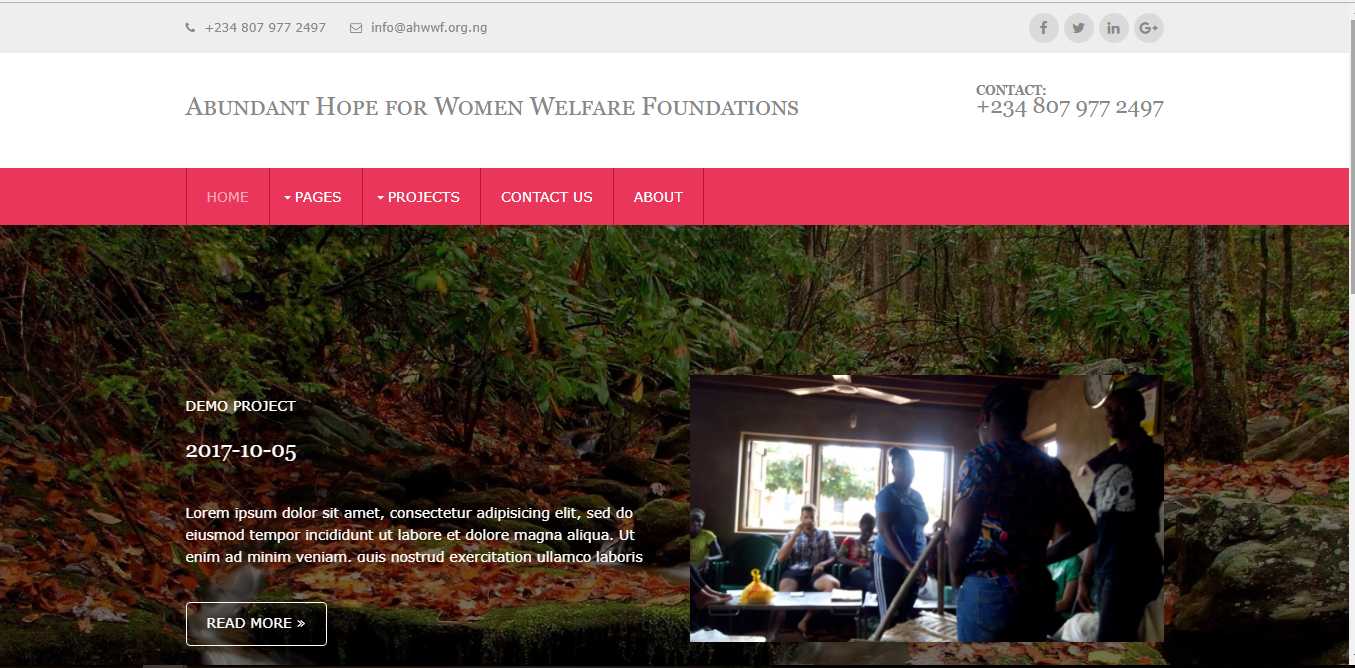 +234 807 977 2497 info@ahwwf.org.ng
Abundant Hope for Women Welfare Foundations
CONTACT:
+234 807 977 2497
HOME PAGES PROJECTS CONTACT US ABOUT
DEMO PROJECT
2017-10-05
Lorem ipsum dolor sit amet, consectetur adipisicing elit, sed do
eiusmod tempor incididunt ut labore et dolore magna aliqua. Ut
enim ad minim veniam, quis nostrud exercitation ullamco laboris
READ MORE »